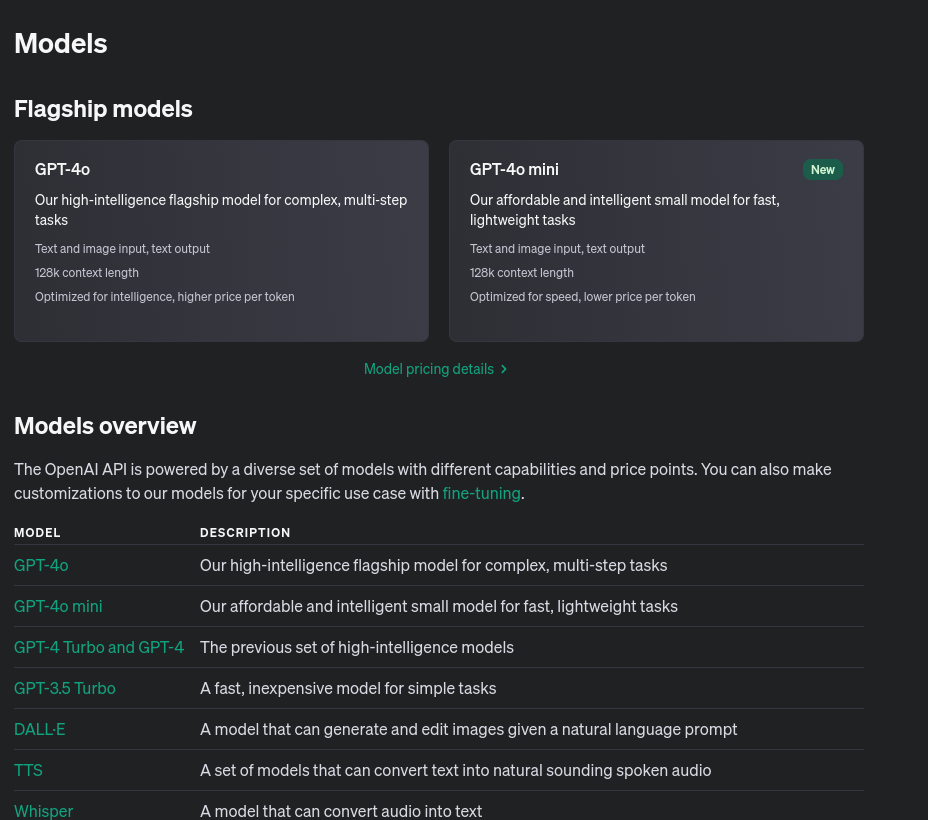 Models
Flagship models
GPT-4o
Our high-intelligence flagship model for complex, multi-step
tasks
Text and image input, text output
128k context length
Optimized for intelligence, higher price per token
GPT-4o mini
New
Our affordable and intelligent small model for fast,
lightweight tasks
Text and image input, text output
128k context length
Optimized for speed, lower price per token
Model pricing details
Models overview
The OpenAI API is powered by a diverse set of models with different capabilities and price points. You can also make
customizations to our models for your specific use case with fine-tuning.
MODEL DESCRIPTION
GPT-4o Our high-intelligence flagship model for complex, multi-step tasks
GPT-4o mini Our affordable and intelligent small model for fast, lightweight tasks
GPT-4 Turbo and GPT-4 The previous set of high-intelligence models
GPT-3.5 Turbo A fast, inexpensive model for simple tasks
DALL·E A model that can generate and edit images given a natural language prompt
TTS A set of models that can convert text into natural sounding spoken audio
Whisper A model that can convert audio into text